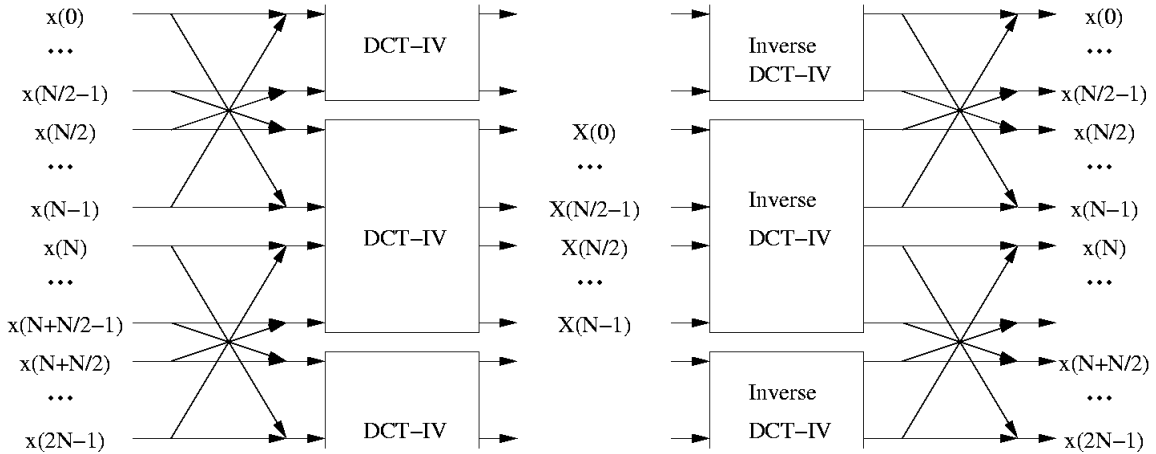 x(0)
...
x(N/2−1)
x(N/2)
...
x(N−1)
x(N)
...
x(N+N/2−1)
x(N+N/2)
...
x(2N−1)
DCT−IV
DCT−IV
DCT−IV
X(0)
...
X(N/2−1)
X(N/2)
...
X(N−1)
Inverse
DCT−IV
Inverse
DCT−IV
Inverse
DCT−IV
x(0)
...
x(N/2−1)
x(N/2)
...
x(N−1)
x(N)
...
x(N+N/2)
...
x(2N−1)